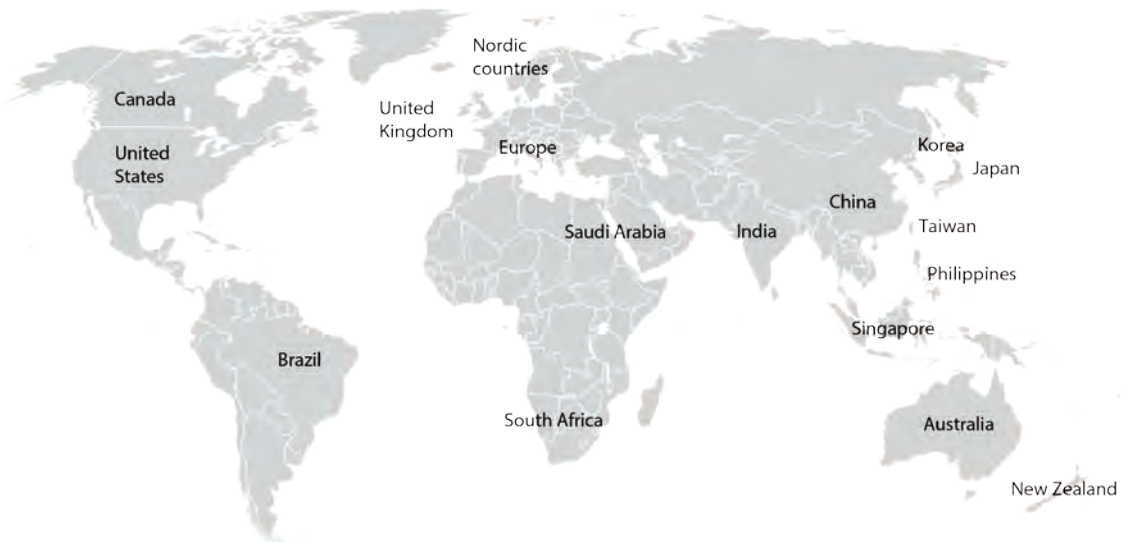 Nordic
countries
Canada
United
Kingdom
United
States
Europe
Korea
Japan
China
Saudi Arabia
India
Taiwan
Philippines
Singapore
Brazil
South Africa
Australia
New Zealand